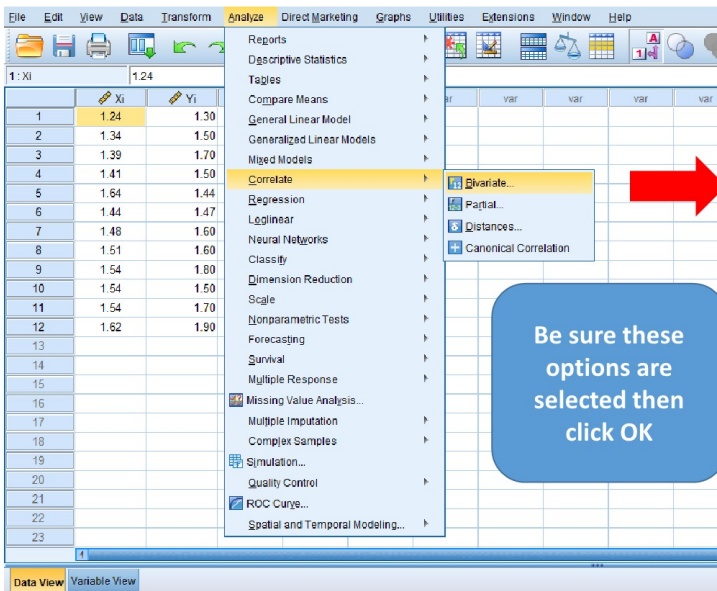 File Edit View Data Transform Analyze Direct Marketing Graphs Utilities Extensions Window Help
1 : Xi 1.24
Xi Yi var var var var
1 1.24 1.30
2 1.34 1.50
3 1.39 1.70
4 1.41 1.50
5 1.64 1.44
6 1.44 1.47
7 1.48 1.60
8 1.51 1.60
9 1.54 1.80
10 1.54 1.50
11 1.54 1.70
12 1.62 1.90
13
14
15
16
17
18
19
20
21
22
23
Reports
Descriptive Statistics
Tables
Compare Means
General Linear Model
Generalized Linear Models
Mixed Models
Correlate
Regression
Loglinear
Neural Networks
Classify
Dimension Reduction
Scale
Nonparametric Tests
Forecasting
Survival
Multiple Response
Missing Value Analysis...
Multiple Imputation
Complex Samples
Simulation...
Quality Control
ROC Curve...
Spatial and Temporal Modeling...
Bivariate...
Partial...
Distances...
Canonical Correlation
Be sure these
options are
selected then
click OK
Data View Variable View